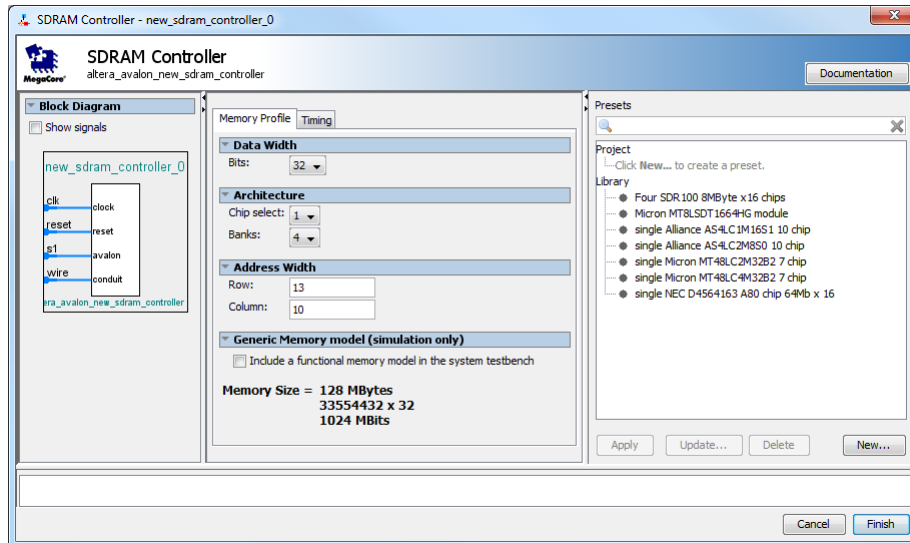 SDRAM Controller - new_sdram_controller_0
SDRAM Controller
altera_avalon_new_sdram_controller
MegaCore'
Documentation
Block Diagram
Show signals
new_sdram_controller_0
clk
clock
reset
reset
s1
avalon
wire
conduit
era_avalon_new_sdram_controller
Memory Profile
Timing
Data Width
Bits:
32
Architecture
Chip select:
1
Banks:
4
Address Width
Row:
13
Column:
10
Generic Memory model (simulation only)
Include a functional memory model in the system testbench
Memory Size = 128 MBytes
33554432 x 32
1024 MBits
Presets
Project
Click New... to create a preset.
Library
Four SDR100 8MByte x16 chips
Micron MT8LSDT1664HG module
single Alliance AS4LC1M16S1 10 chip
single Alliance AS4LC2M8S0 10 chip
single Micron MT48LC2M32B2 7 chip
single Micron MT48LC4M32B2 7 chip
single NEC D4564163 A80 chip 64Mb x 16
Apply
Update...
Delete
New...
Cancel
Finish